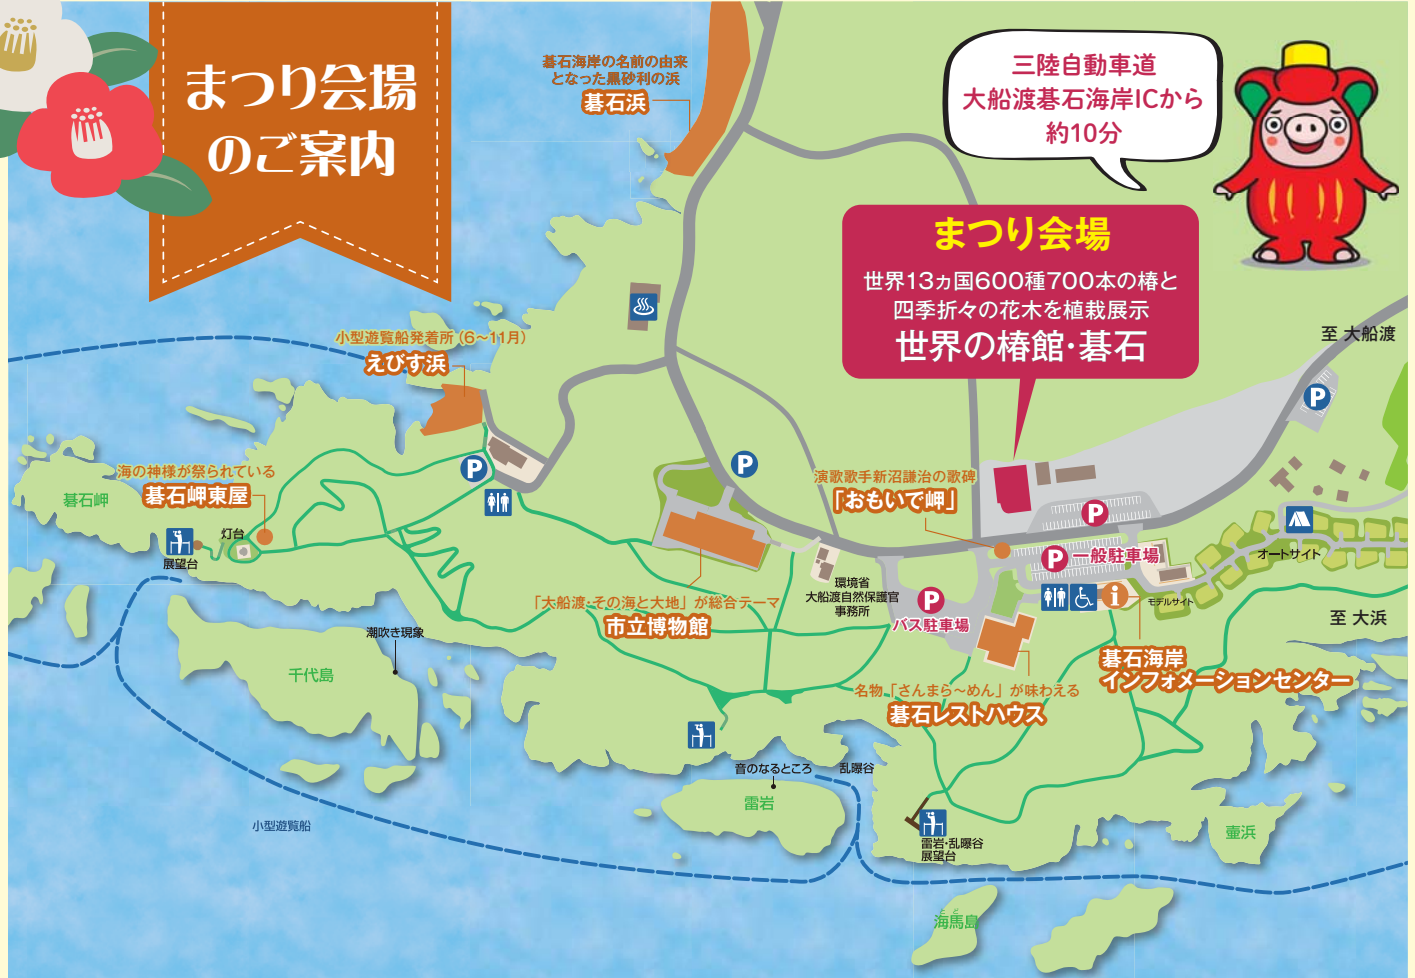 まつり会場
のご案内
碁石海岸の名前の由来
となった黒砂利の浜
碁石浜
三陸自動車道
大船渡碁石海岸ICから
約10分
まつり会場
世界13ヵ国600種700本の椿と
四季折々の花木を植栽展示
世界の椿館・碁石
至 大船渡
小型遊覧船発着所（6〜11月）
えびす浜
P
P
P
海の神様が祭られている
碁石岬東屋
碁石岬
灯台
展望台
演歌歌手新沼謙治の歌碑
「おもいで岬」
P
P
一般駐車場
オートサイト
モデルサイト
i
環境省
大船渡自然保護官
事務所
P
バス駐車場
至 大浜
「大船渡・その海と大地」が総合テーマ
市立博物館
潮吹き現象
千代島
碁石海岸
インフォメーションセンター
名物「さんまら〜めん」が味わえる
碁石レストハウス
音のなるところ
乱曝谷
雷岩
小型遊覧船
雷岩・乱曝谷
展望台
壷浜
とど
海馬島